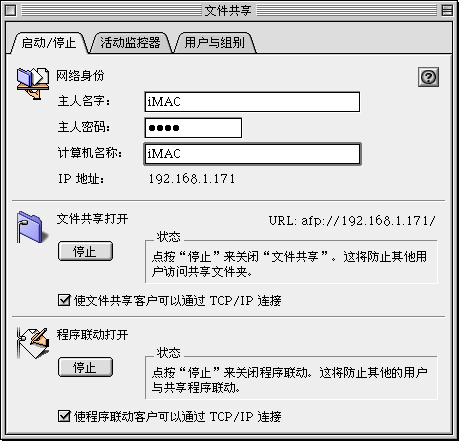 文件共享
启动/停止 活动监控器 用户与组别
网络身份
主人名字： iMAC
主人密码： ●●●●
计算机名称： iMAC
IP 地址： 192.168.1.171
文件共享打开
URL: afp://192.168.1.171/
停止
状态
点按“停止”来关闭“文件共享”。这将防止其他用
户访问共享文件夹。
使文件共享客户可以通过 TCP/IP 连接
程序联动打开
停止
状态
点按“停止”来关闭程序联动。这将防止其他的用户
与共享程序联动。
使程序联动客户可以通过 TCP/IP 连接